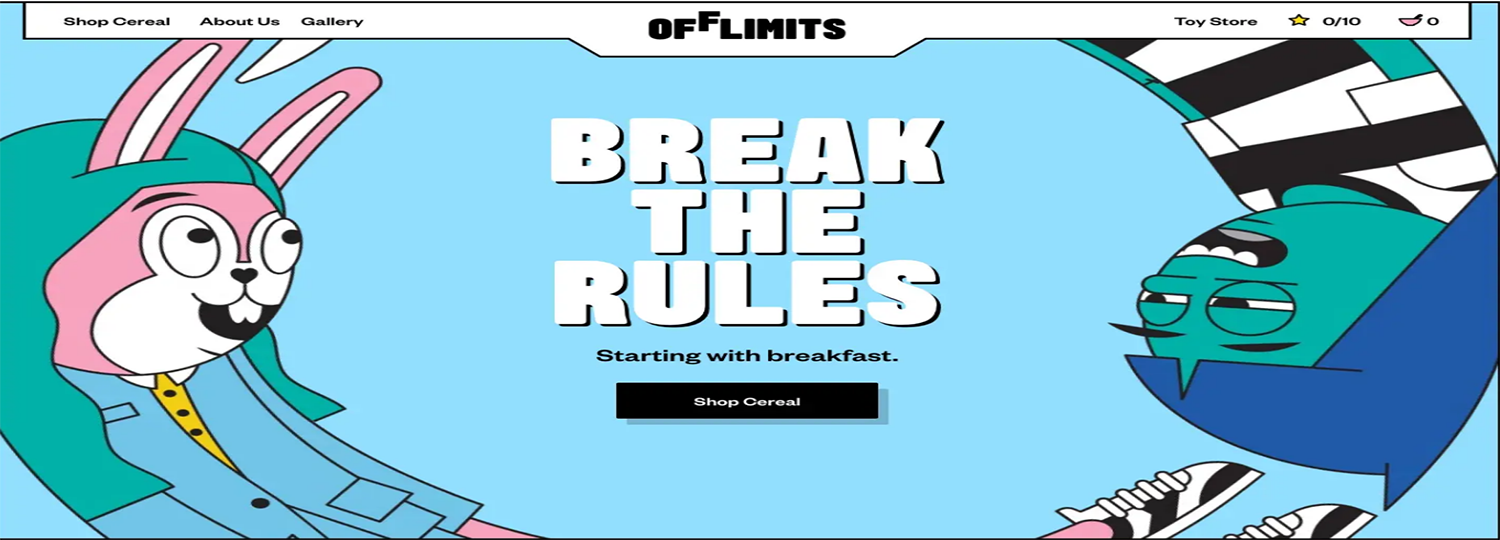 Shop Cereal About Us Gallery OFFLIMITS Toy Store 0/10 0
BREAK
THE
RULES
Starting with breakfast.
Shop Cereal